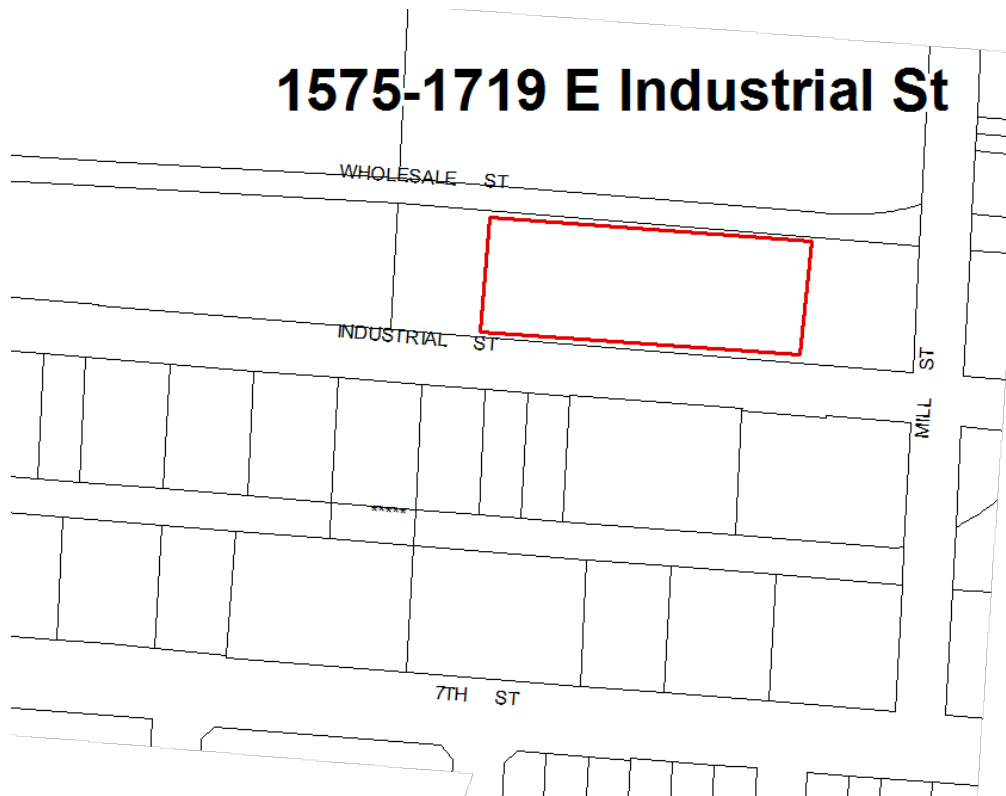 1575-1719 E Industrial St
WHOLESALE ST
INDUSTRIAL ST
MILL ST
*****
7TH ST